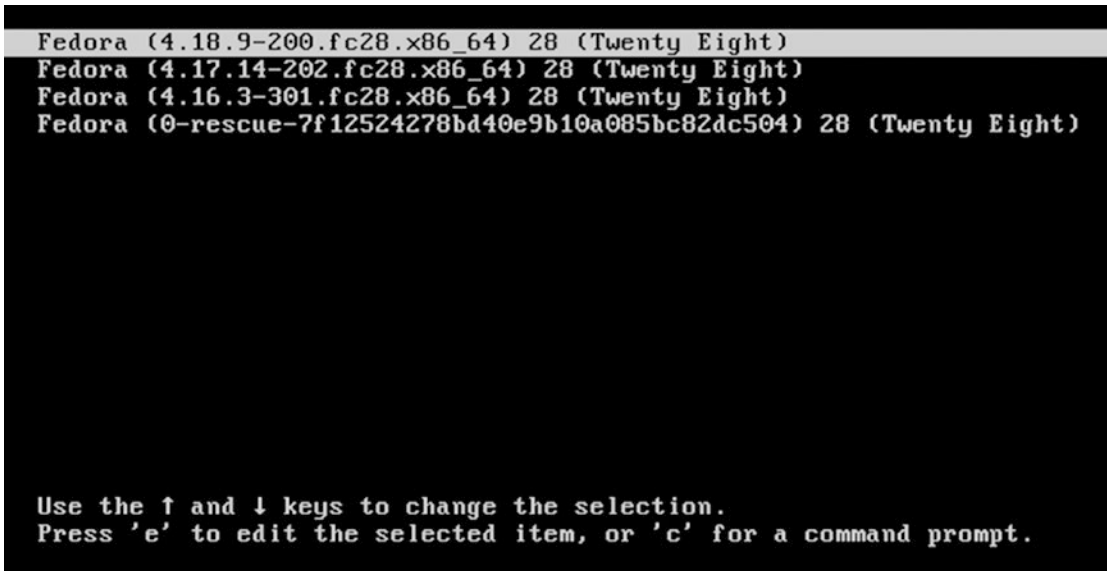 Fedora (4.18.9-200.fc28.x86_64) 28 (Twenty Eight)
Fedora (4.17.14-202.fc28.x86_64) 28 (Twenty Eight)
Fedora (4.16.3-301.fc28.x86_64) 28 (Twenty Eight)
Fedora (0-rescue-7f12524278bd40e9b10a085bc82dc504) 28 (Twenty Eight)
Use the ↑ and ↓ keys to change the selection.
Press 'e' to edit the selected item, or 'c' for a command prompt.